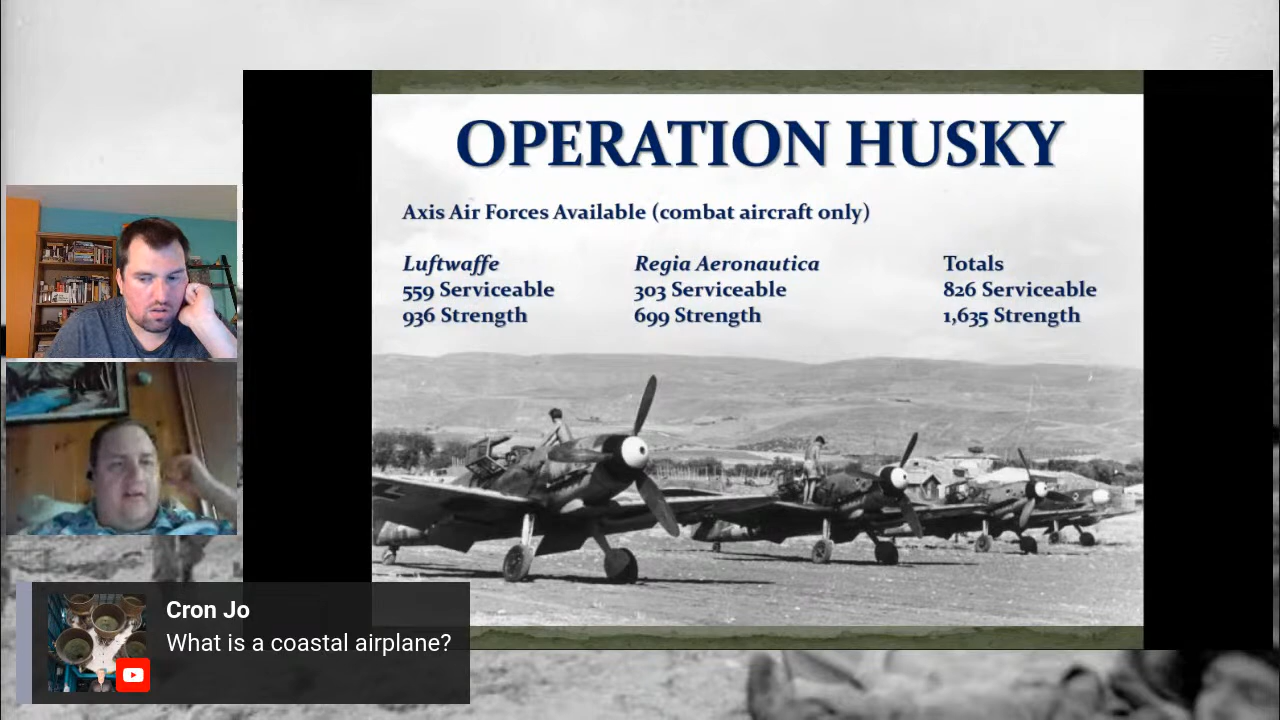 OPERATION HUSKY
Axis Air Forces Available (combat aircraft only)
Luftwaffe
559 Serviceable
936 Strength
Regia Aeronautica
303 Serviceable
699 Strength
Totals
826 Serviceable
1,635 Strength
Cron Jo
What is a coastal airplane?